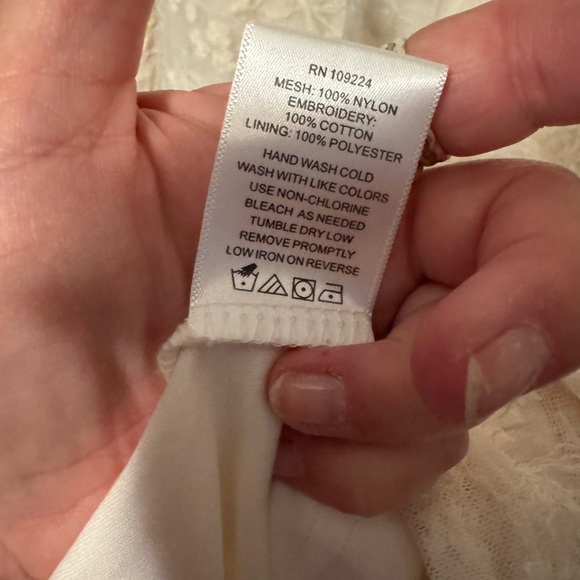 RN 109224
MESH: 100% NYLON
EMBROIDERY:
100% COTTON
LINING: 100% POLYESTER
HAND WASH COLD
WASH WITH LIKE COLORS
USE NON-CHLORINE
BLEACH AS NEEDED
TUMBLE DRY LOW
REMOVE PROMPTLY
LOW IRON ON REVERSE